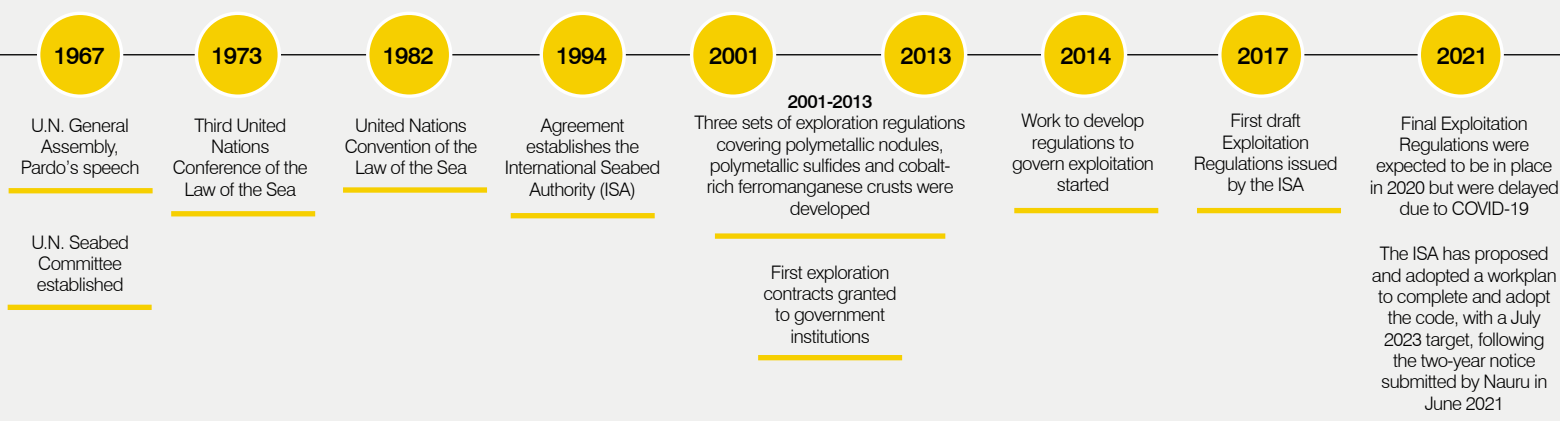 1967
1973
1982
1994
2001
2013
2014
2017
2021
U.N. General
Assembly,
Pardo's speech
U.N. Seabed
Committee
established
Third United
Nations
Conference of the
Law of the Sea
United Nations
Convention of the
Law of the Sea
Agreement
establishes the
International Seabed
Authority (ISA)
2001-2013
Three sets of exploration regulations
covering polymetallic nodules,
polymetallic sulfides and cobalt-
rich ferromanganese crusts were
developed
First exploration
contracts granted
to government
institutions
Work to develop
regulations to
govern exploitation
started
First draft
Exploitation
Regulations issued
by the ISA
Final Exploitation
Regulations were
expected to be in place
in 2020 but were delayed
due to COVID-19
The ISA has proposed
and adopted a workplan
to complete and adopt
the code, with a July
2023 target, following
the two-year notice
submitted by Nauru in
June 2021